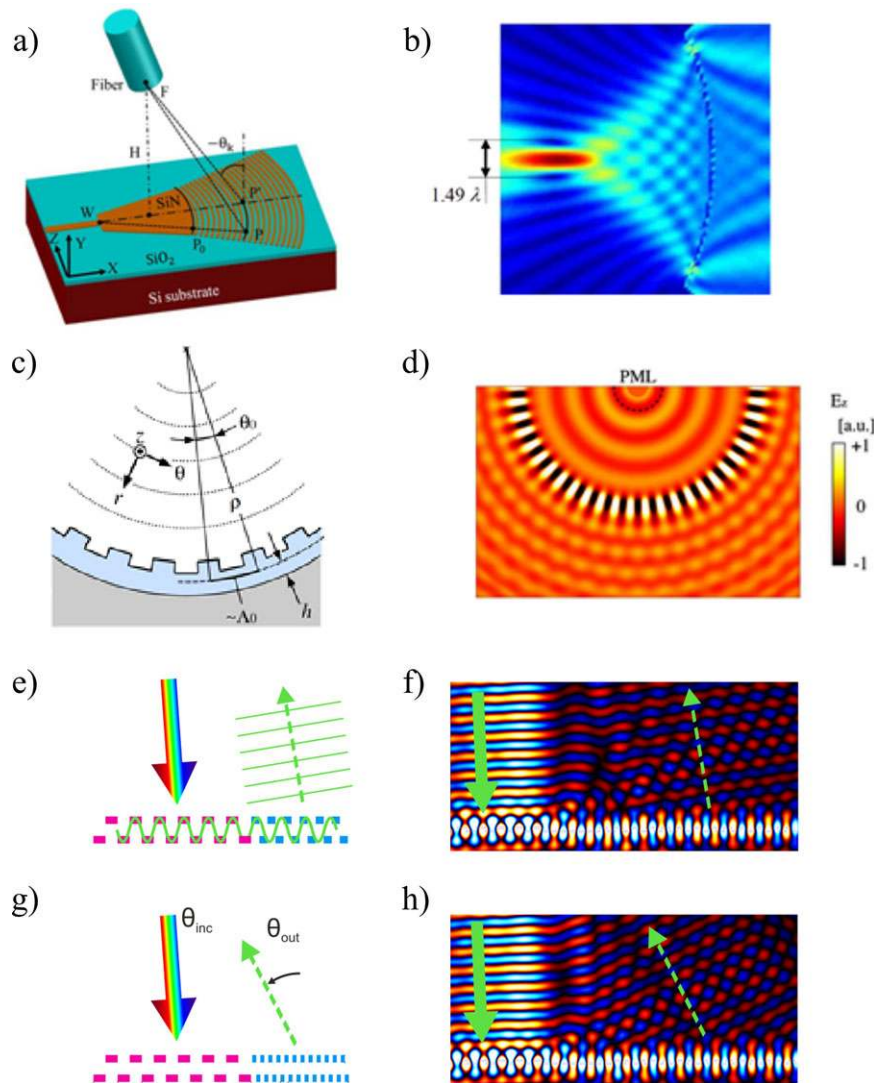 a)
Fiber
F
H
−θk
W
SiN
P'
P0
P
Z
Y
X
SiO2
Si substrate
b)
1.49 λ
c)
θ0
z
θ
r
ρ
~Λ0
h
d)
PML
Ez
[a.u.]
+1
0
-1
e)
f)
g)
θinc
θout
h)